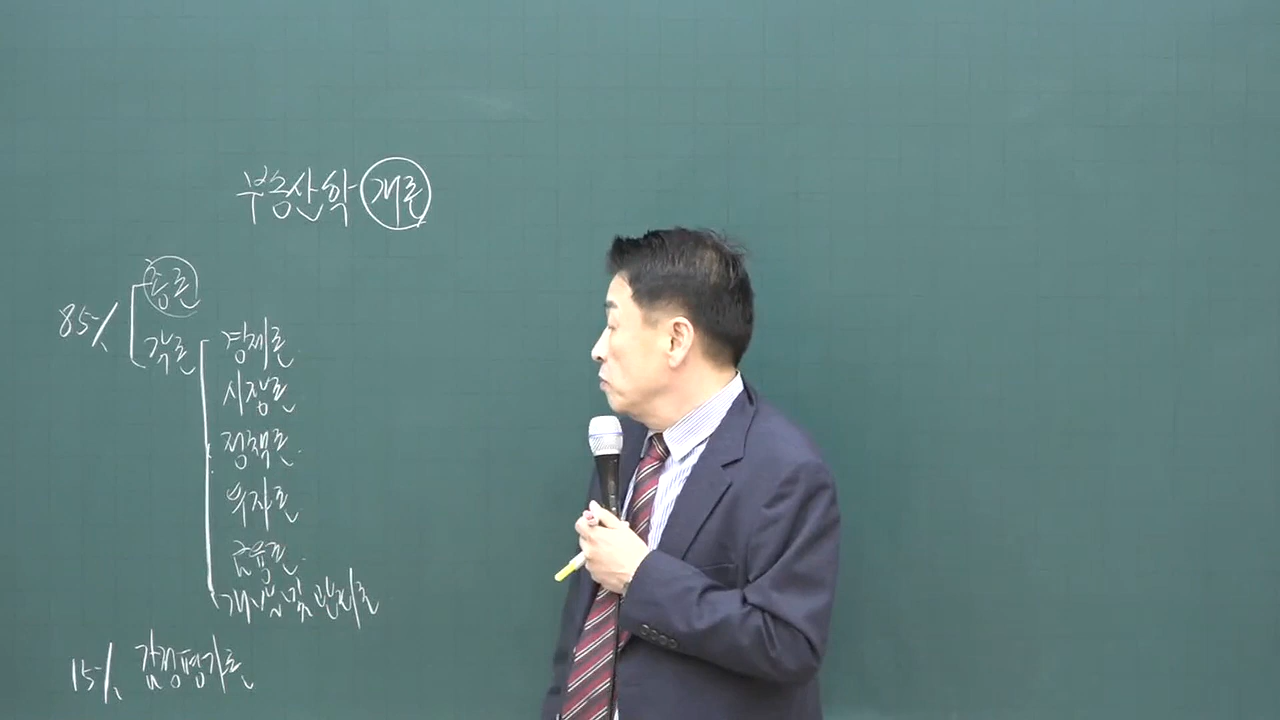 부동산학 개론
85% 총론
각론 경제론
시장론
정책론
투자론
금융론
개발 및 관리론
15% 감정평가론